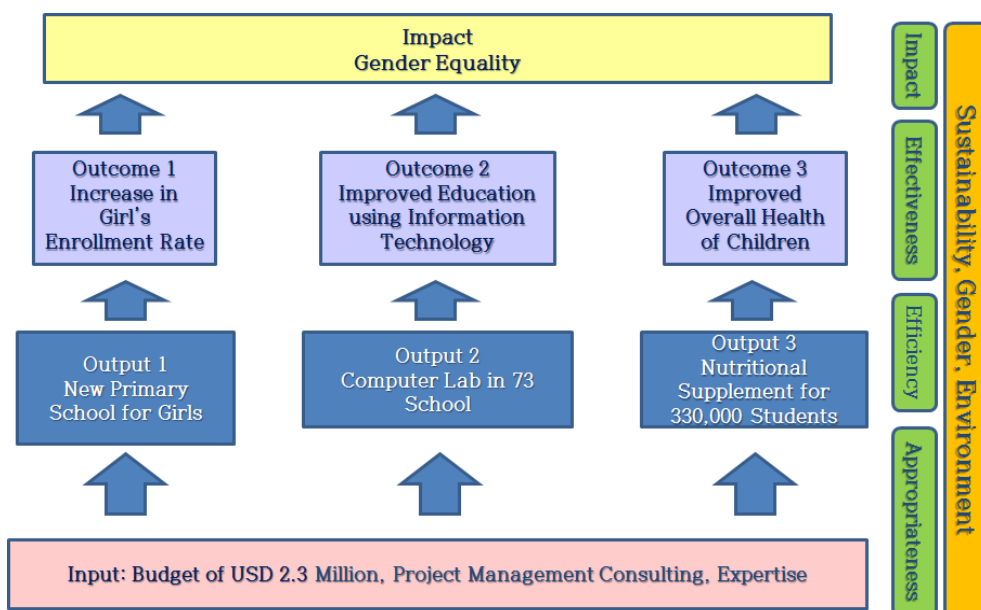 Impact
Gender Equality
Outcome 1
Increase in
Girl's
Enrollment Rate
Outcome 2
Improved Education
using Information
Technology
Outcome 3
Improved
Overall Health
of Children
Output 1
New Primary
School for Girls
Output 2
Computer Lab in 73
School
Output 3
Nutritional
Supplement for
330,000 Students
Input: Budget of USD 2.3 Million, Project Management Consulting, Expertise
Impact
Effectiveness
Efficiency
Appropriateness
Sustainability, Gender, Environment